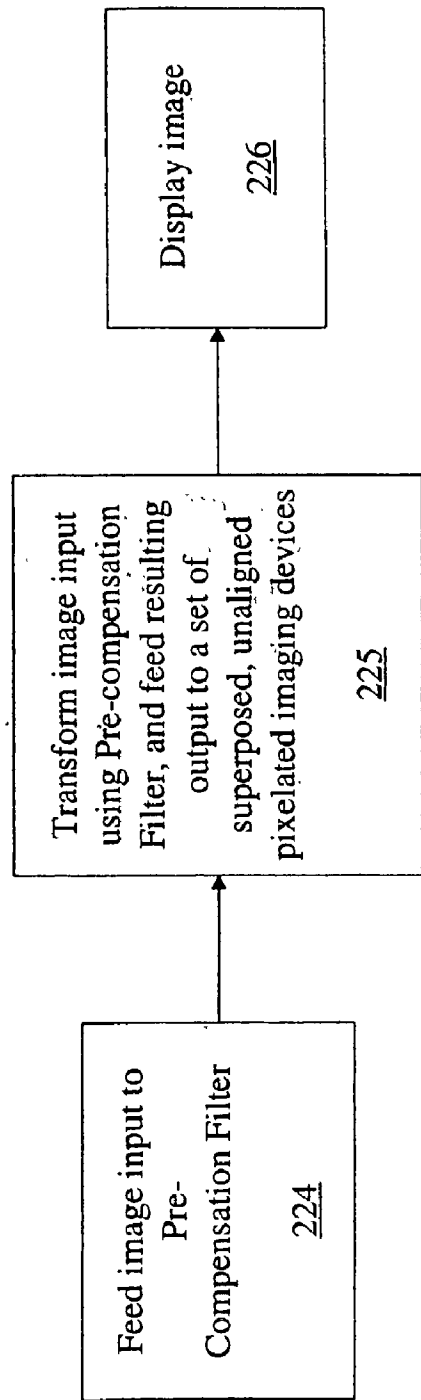 Feed image input to
Pre-
Compensation Filter
224
Transform image input
using Pre-compensation
Filter, and feed resulting
output to a set of
superposed, unaligned
pixelated imaging devices
225
Display image
226